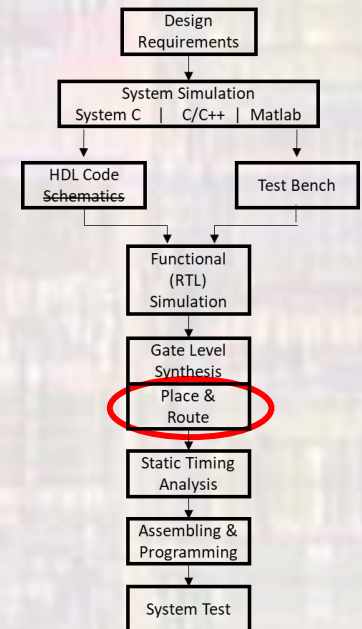 Design
Requirements
System Simulation
System C | C/C++ | Matlab
HDL Code
Schematics
Test Bench
Functional
(RTL)
Simulation
Gate Level
Synthesis
Place &
Route
Static Timing
Analysis
Assembling &
Programming
System Test